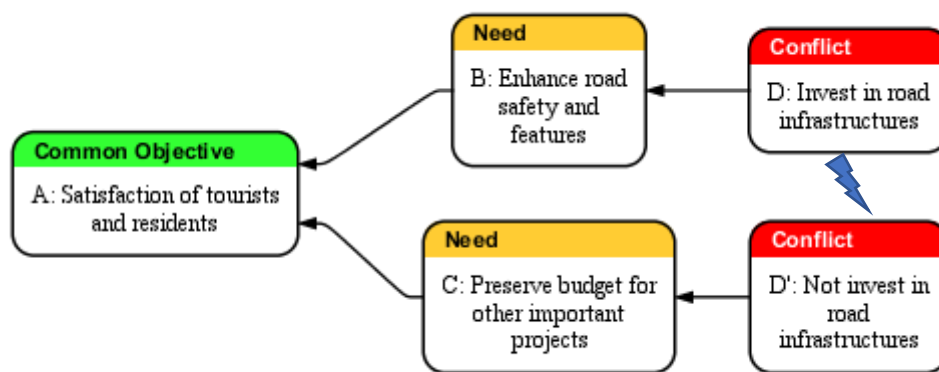 Need
B: Enhance road
safety and
features
Conflict
D: Invest in road
infrastructures
Common Objective
A: Satisfaction of tourists
and residents
Need
C: Preserve budget for
other important
projects
Conflict
D': Not invest in
road
infrastructures